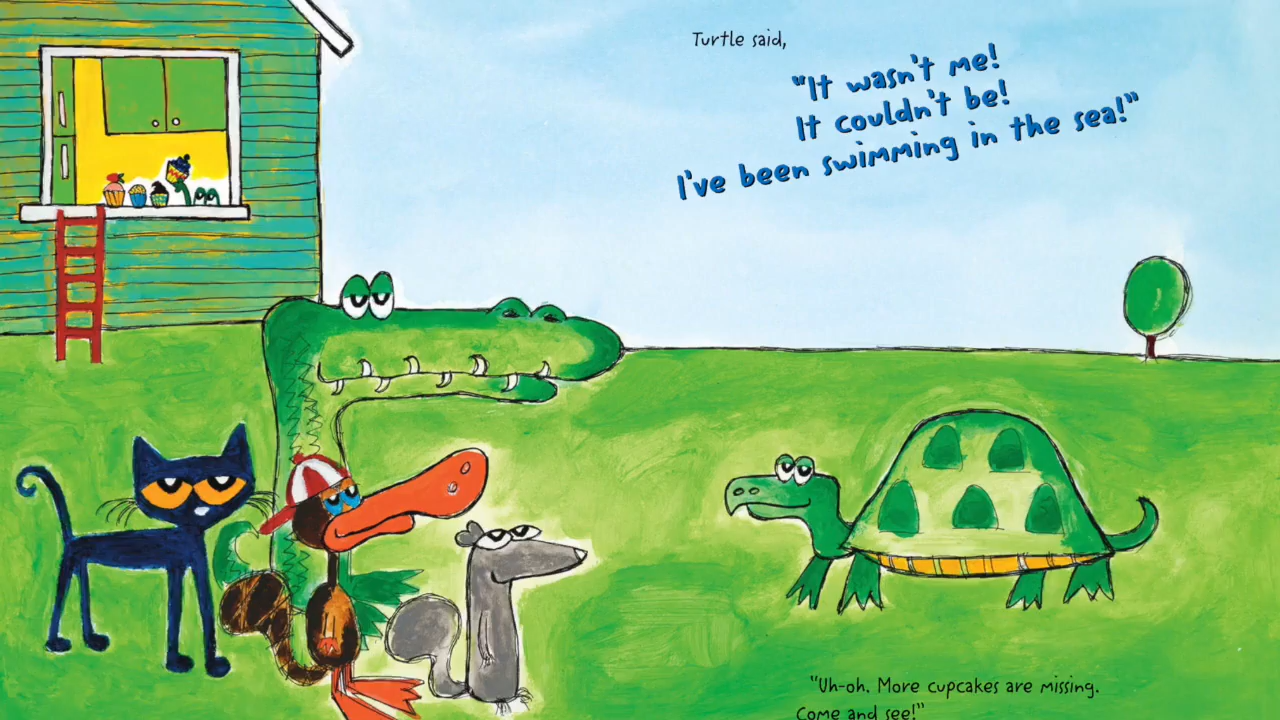 Turtle said,
"It wasn't me!
It couldn't be!
I've been swimming in the sea!"
"Uh-oh. More cupcakes are missing.
Come and see!"